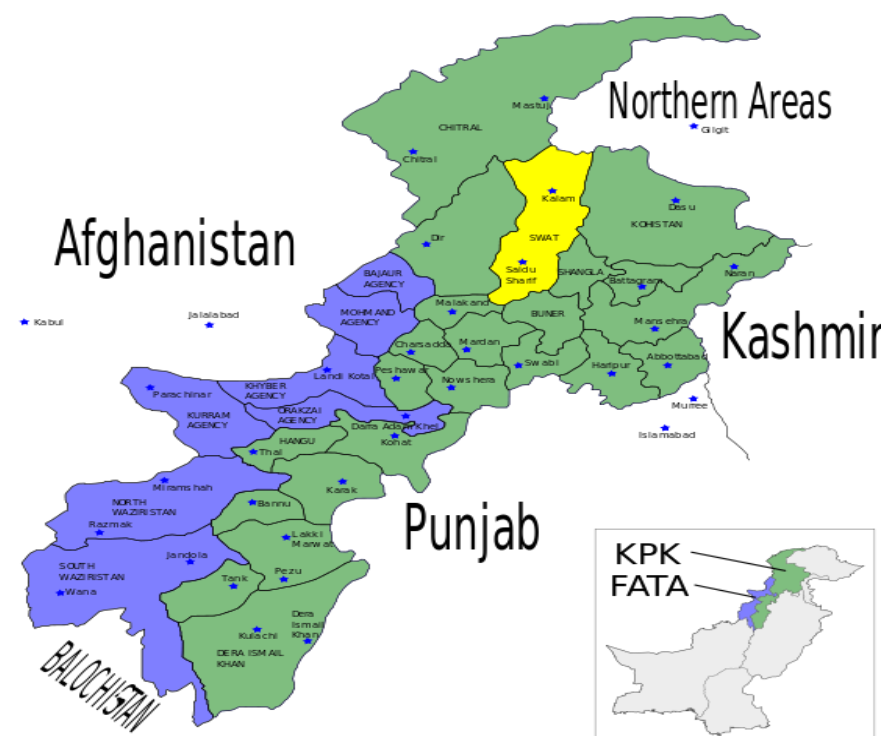 Northern Areas
Mastuj
Gilgit
CHITRAL
Chitral
Kalam
Dasu
KOHISTAN
Afghanistan
Dir
SWAT
Saidu
Sharif
SHANGLA
Naran
BAJAUR
AGENCY
Battagram
Malakand
MOHMAND
AGENCY
BUNER
Jalalabad
Kabul
Mansehra
Kashmir
Charsadda
Mardan
Swabi
Haripur
Abbottabad
Landi Kotal
Peshawar
Nowshera
Parachinar
KHYBER
AGENCY
Murree
KURRAM
AGENCY
ORAKZAI
AGENCY
Darra Adam Khel
Islamabad
HANGU
Kohat
Thal
Miramshah
Karak
NORTH
WAZIRISTAN
Bannu
Razmak
Punjab
Lakki
Marwat
Jandola
SOUTH
WAZIRISTAN
Wana
Tank
Pezu
KPK
FATA
Dera
Ismail
Khan
Kulachi
DERA ISMAIL
KHAN
BALOCHISTAN